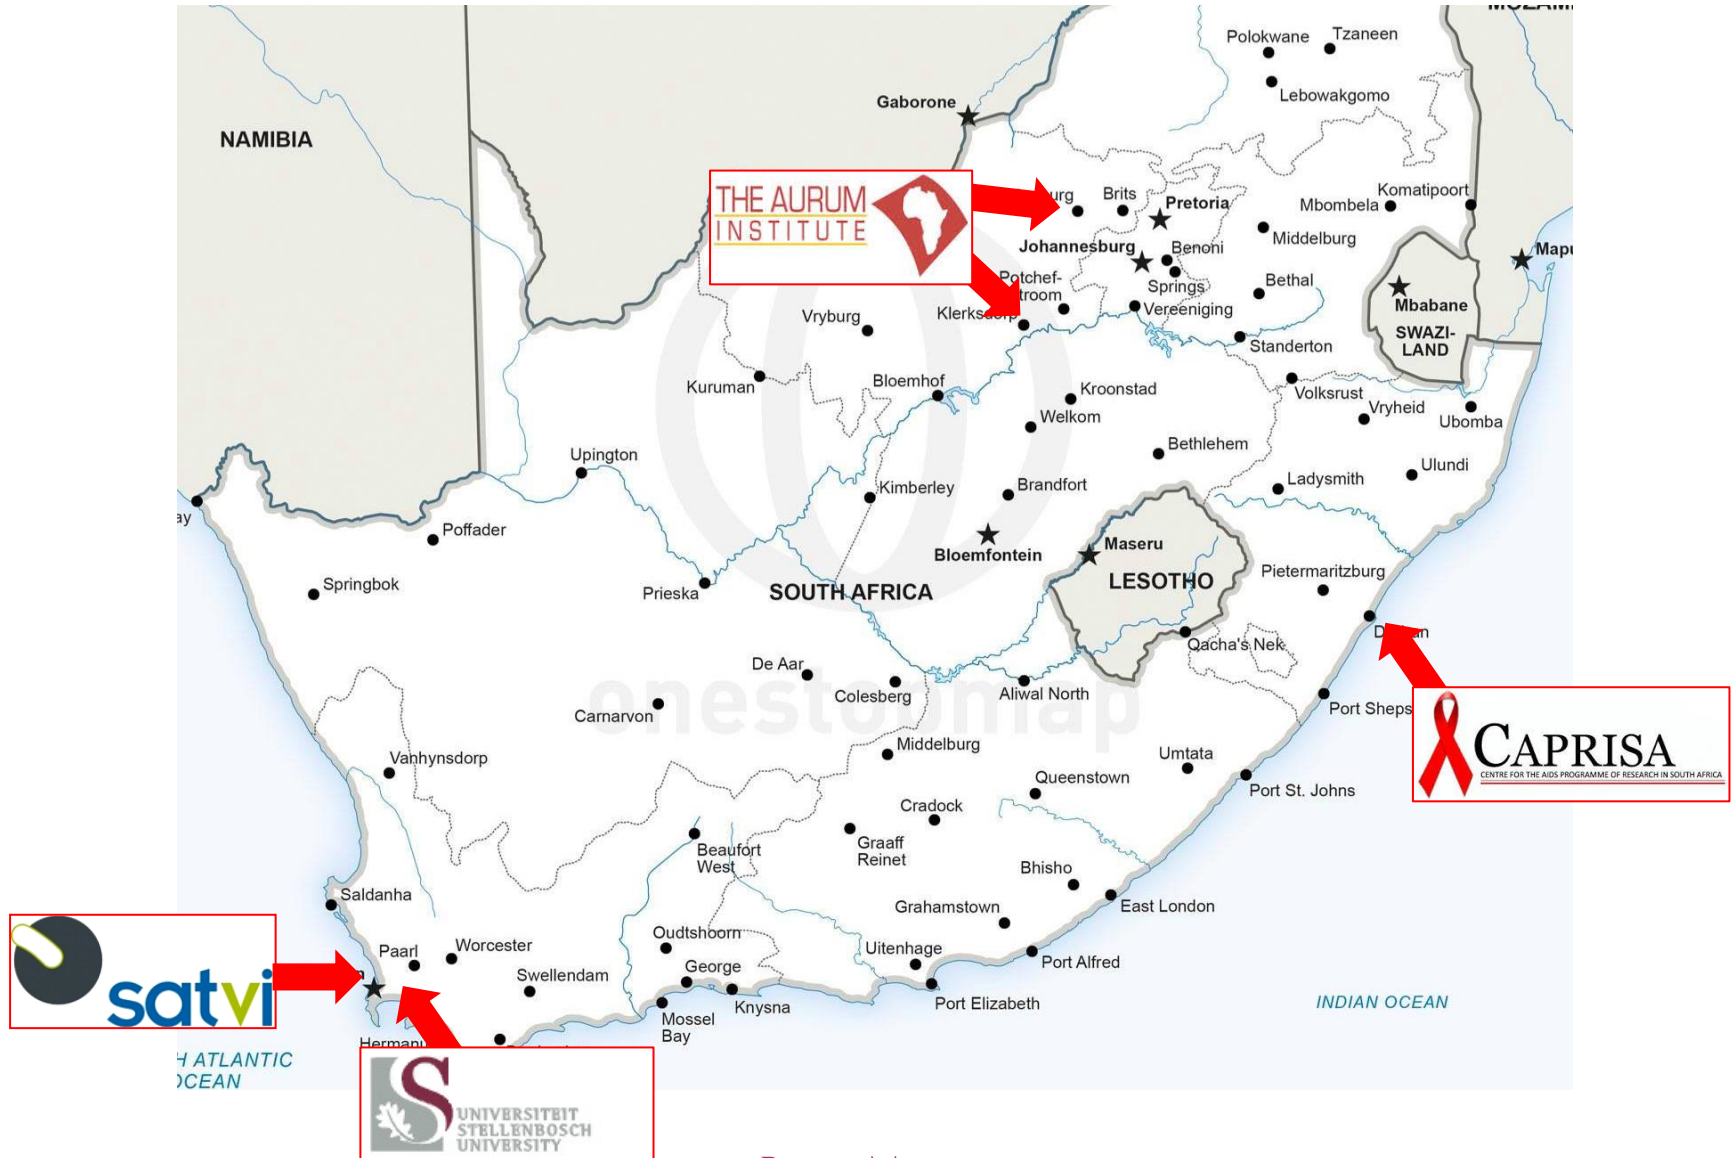 Polokwane
Tzaneen
Lebowakgomo
Gaborone
NAMIBIA
THE AURUM
INSTITUTE
urg
Brits
Pretoria
Komatipoort
Mbombela
Middelburg
Johannesburg
Benoni
Springs
Potchef-
troom
Bethal
Mbabane
SWAZI-
LAND
Vryburg
Vereeniging
Standerton
Kuruman
Bloemhof
Kroonstad
Welkom
Volksrust
Vryheid
Ubomba
Bethlehem
Upington
Kimberley
Brandfort
Ladysmith
Ulundi
ay
Poffader
Bloemfontein
Maseru
LESOTHO
Pietermaritzburg
Springbok
Prieska
SOUTH AFRICA
Qacha's Nek
De Aar
Colesberg
Aliwal North
onestopmap
Carnarvon
Port Sheps
CAPRISA
CENTRE FOR THE AIDS PROGRAMME OF RESEARCH IN SOUTH AFRICA
Vanhynsdorp
Middelburg
Umtata
Queenstown
Port St. Johns
Cradock
Graaff
Reinet
Beaufort
West
Bhisho
Saldanha
East London
Grahamstown
Paarl
Worcester
Oudtshoorn
Uitenhage
Port Alfred
satvi
Swellendam
George
Knysna
Port Elizabeth
INDIAN OCEAN
Mossel
Bay
Hermanu
H ATLANTIC
OCEAN
UNIVERSITEIT
STELLENBOSCH
UNIVERSITY